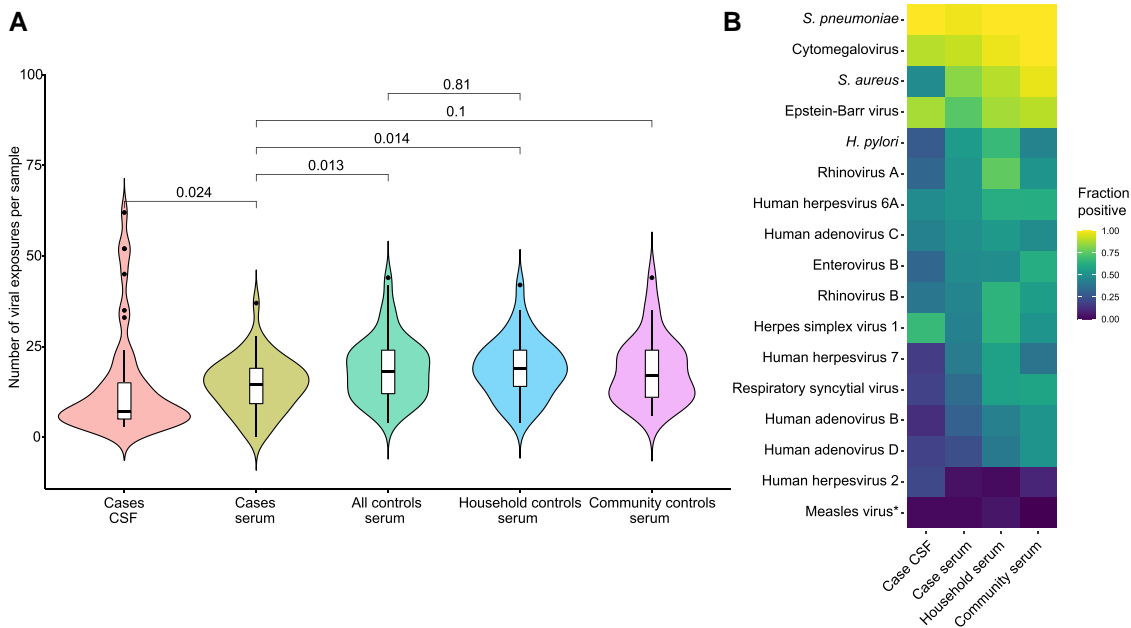 A
Number of viral exposures per sample
100
75
50
25
0
0.81
0.1
0.014
0.013
0.024
Cases
CSF
Cases
serum
All controls
serum
Household controls
serum
Community controls
serum
B
S. pneumoniae
Cytomegalovirus
S. aureus
Epstein-Barr virus
H. pylori
Rhinovirus A
Human herpesvirus 6A
Human adenovirus C
Enterovirus B
Rhinovirus B
Herpes simplex virus 1
Human herpesvirus 7
Respiratory syncytial virus
Human adenovirus B
Human adenovirus D
Human herpesvirus 2
Measles virus*
Case CSF
Case serum
Household serum
Community serum
Fraction
positive
1.00
0.75
0.50
0.25
0.00